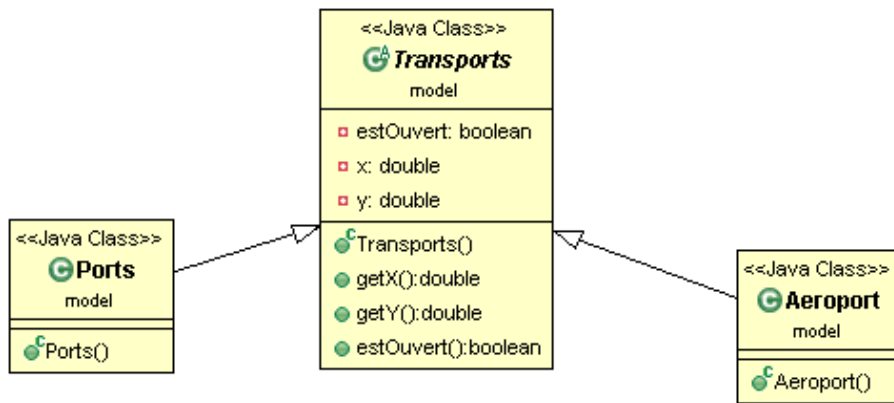 <<Java Class>>
Transports
model
estOuvert: boolean
x: double
y: double
Transports()
getX():double
getY():double
estOuvert():boolean
<<Java Class>>
Ports
model
Ports()
<<Java Class>>
Aeroport
model
Aeroport()